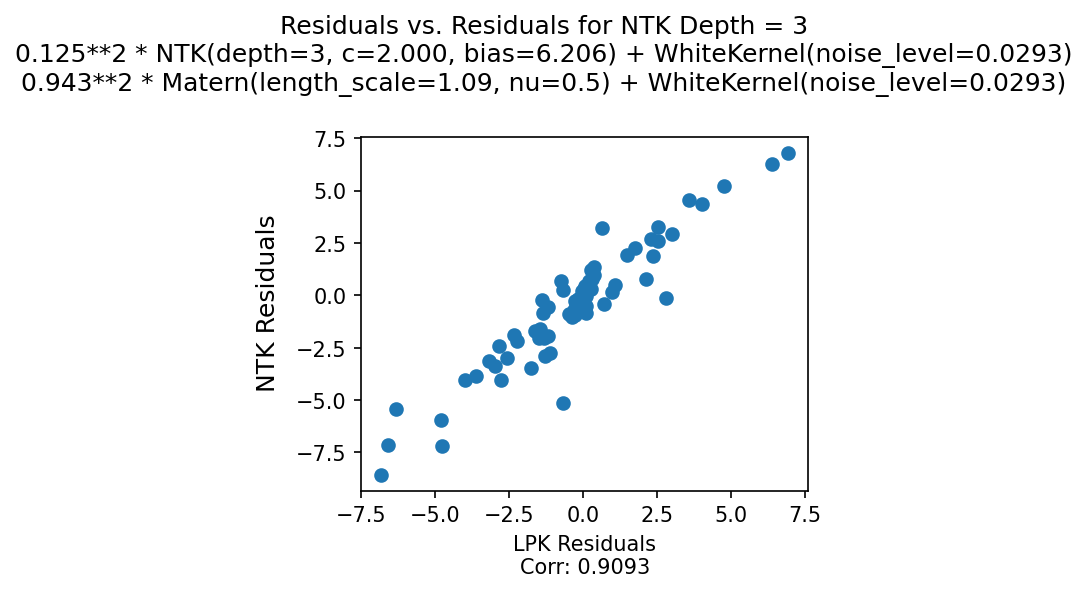 Residuals vs. Residuals for NTK Depth = 3
0.125**2 * NTK(depth=3, c=2.000, bias=6.206) + WhiteKernel(noise_level=0.0293)
0.943**2 * Matern(length_scale=1.09, nu=0.5) + WhiteKernel(noise_level=0.0293)
7.5
5.0
2.5
0.0
−2.5
−5.0
−7.5
NTK Residuals
−7.5 −5.0 −2.5 0.0 2.5 5.0 7.5
LPK Residuals
Corr: 0.9093